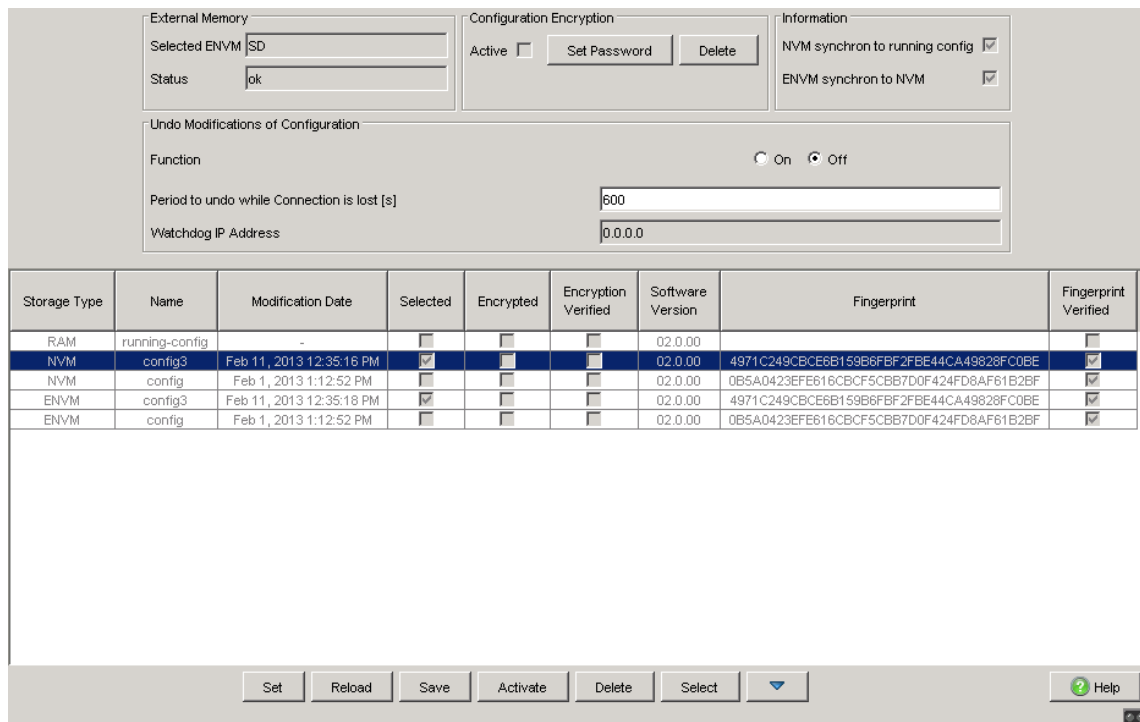 External Memory
Selected ENVM SD
Status ok
Configuration Encryption
Active Set Password Delete
Information
NVM synchron to running config
ENVM synchron to NVM
Undo Modifications of Configuration
Function On Off
Period to undo while Connection is lost [s] 600
Watchdog IP Address 0.0.0.0
Storage Type Name Modification Date Selected Encrypted Encryption Verified Software Version Fingerprint Fingerprint Verified
RAM running-config - 02.0.00
NVM config3 Feb 11, 2013 12:35:16 PM 02.0.00 4971C249CBCE6B159B6FBF2FBE44CA49828FC0BE
NVM config Feb 1, 2013 1:12:52 PM 02.0.00 0B5A0423EFE616CBCF5CBB7D0F424FD8AF61B2BF
ENVM config3 Feb 11, 2013 12:35:18 PM 02.0.00 4971C249CBCE6B159B6FBF2FBE44CA49828FC0BE
ENVM config Feb 1, 2013 1:12:52 PM 02.0.00 0B5A0423EFE616CBCF5CBB7D0F424FD8AF61B2BF
Set Reload Save Activate Delete Select Help